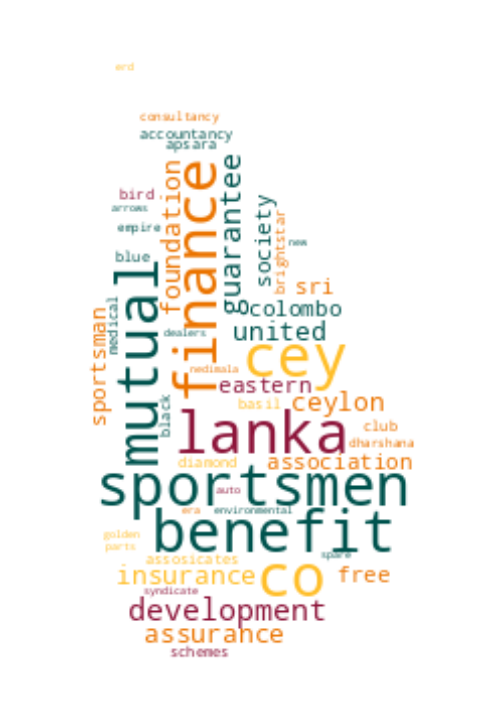 erd
consultancy
accountancy
apsara
finance
guarantee
foundation
bird
society
arrows
brightstar
empire
new
blue
mutual
sri
medical
colombo
sportsman
united
dealers
cey
nedimala
eastern
black
basil
ceylon
lanka
club
dharshana
diamond
association
sportsmen
auto
era
environmental
benefit
golden
parts
spare
assosicates
insurance
co
free
syndicate
development
assurance
schemes